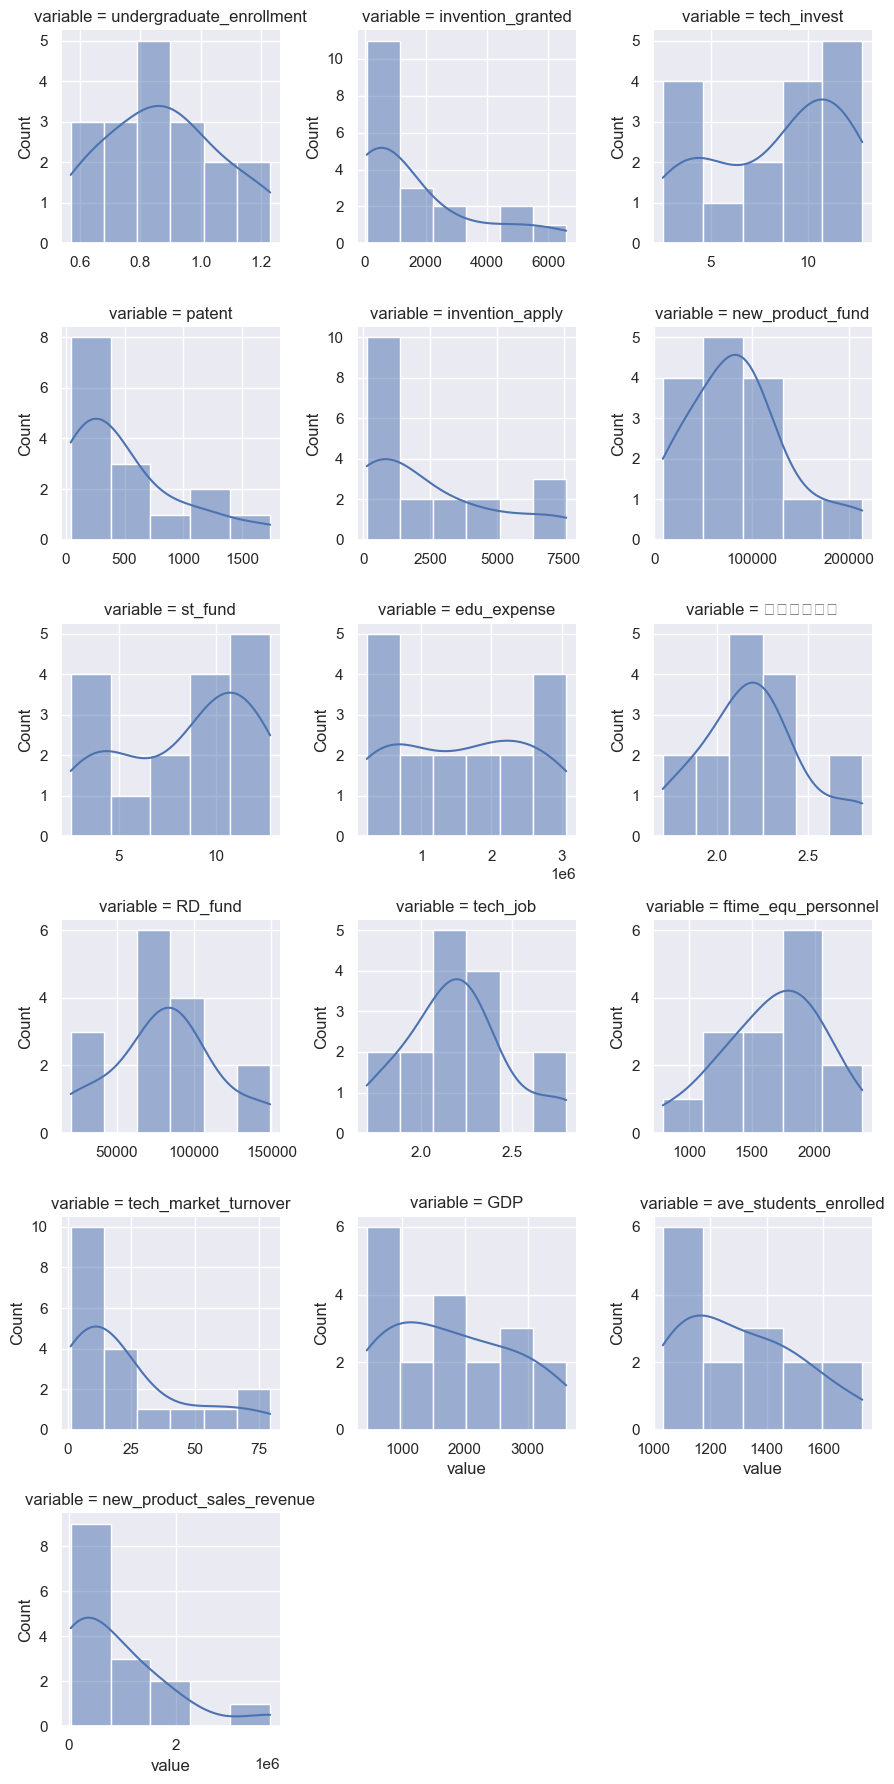 variable = undergraduate_enrollment
variable = invention_granted
variable = tech_invest
Count
5
4
3
2
1
0
0.6 0.8 1.0 1.2
Count
10
8
6
4
2
0
0 2000 4000 6000
Count
5
4
3
2
1
0
5 10
variable = patent
variable = invention_apply
variable = new_product_fund
Count
8
6
4
2
0
0 500 1000 1500
Count
10
8
6
4
2
0
0 2500 5000 7500
Count
5
4
3
2
1
0
0 100000 200000
variable = st_fund
variable = edu_expense
variable =
Count
5
4
3
2
1
0
5 10
Count
5
4
3
2
1
0
1 2 3
1e6
Count
5
4
3
2
1
0
2.0 2.5
variable = RD_fund
variable = tech_job
variable = ftime_equ_personnel
Count
6
4
2
0
50000 100000 150000
Count
5
4
3
2
1
0
2.0 2.5
Count
6
4
2
0
1000 1500 2000
variable = tech_market_turnover
variable = GDP
variable = ave_students_enrolled
Count
10
8
6
4
2
0
0 25 50 75
Count
6
4
2
0
1000 2000 3000
value
Count
6
4
2
0
1000 1200 1400 1600
value
variable = new_product_sales_revenue
Count
8
6
4
2
0
0 2
1e6
value